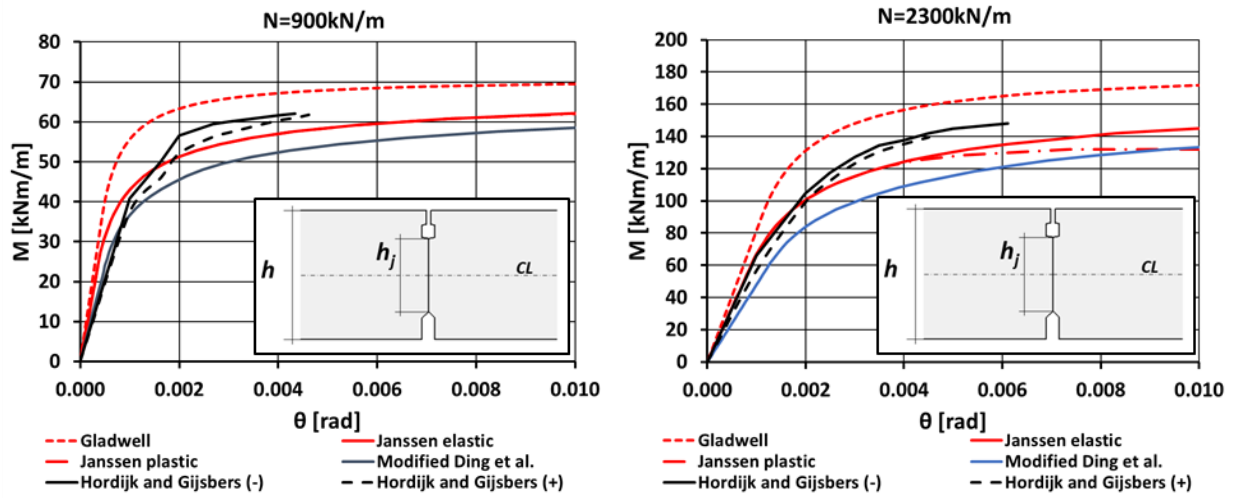 N=900kN/m
M [kNm/m]
80
70
60
50
40
30
20
10
0
h
hj
CL
0.000 0.002 0.004 0.006 0.008 0.010
θ [rad]
Gladwell Janssen elastic
Janssen plastic Modified Ding et al.
Hordijk and Gijsbers (-) Hordijk and Gijsbers (+)
N=2300kN/m
M [kNm/m]
200
180
160
140
120
100
80
60
40
20
0
h
hj
CL
0.000 0.002 0.004 0.006 0.008 0.010
θ [rad]
Gladwell Janssen elastic
Janssen plastic Modified Ding et al.
Hordijk and Gijsbers (-) Hordijk and Gijsbers (+)